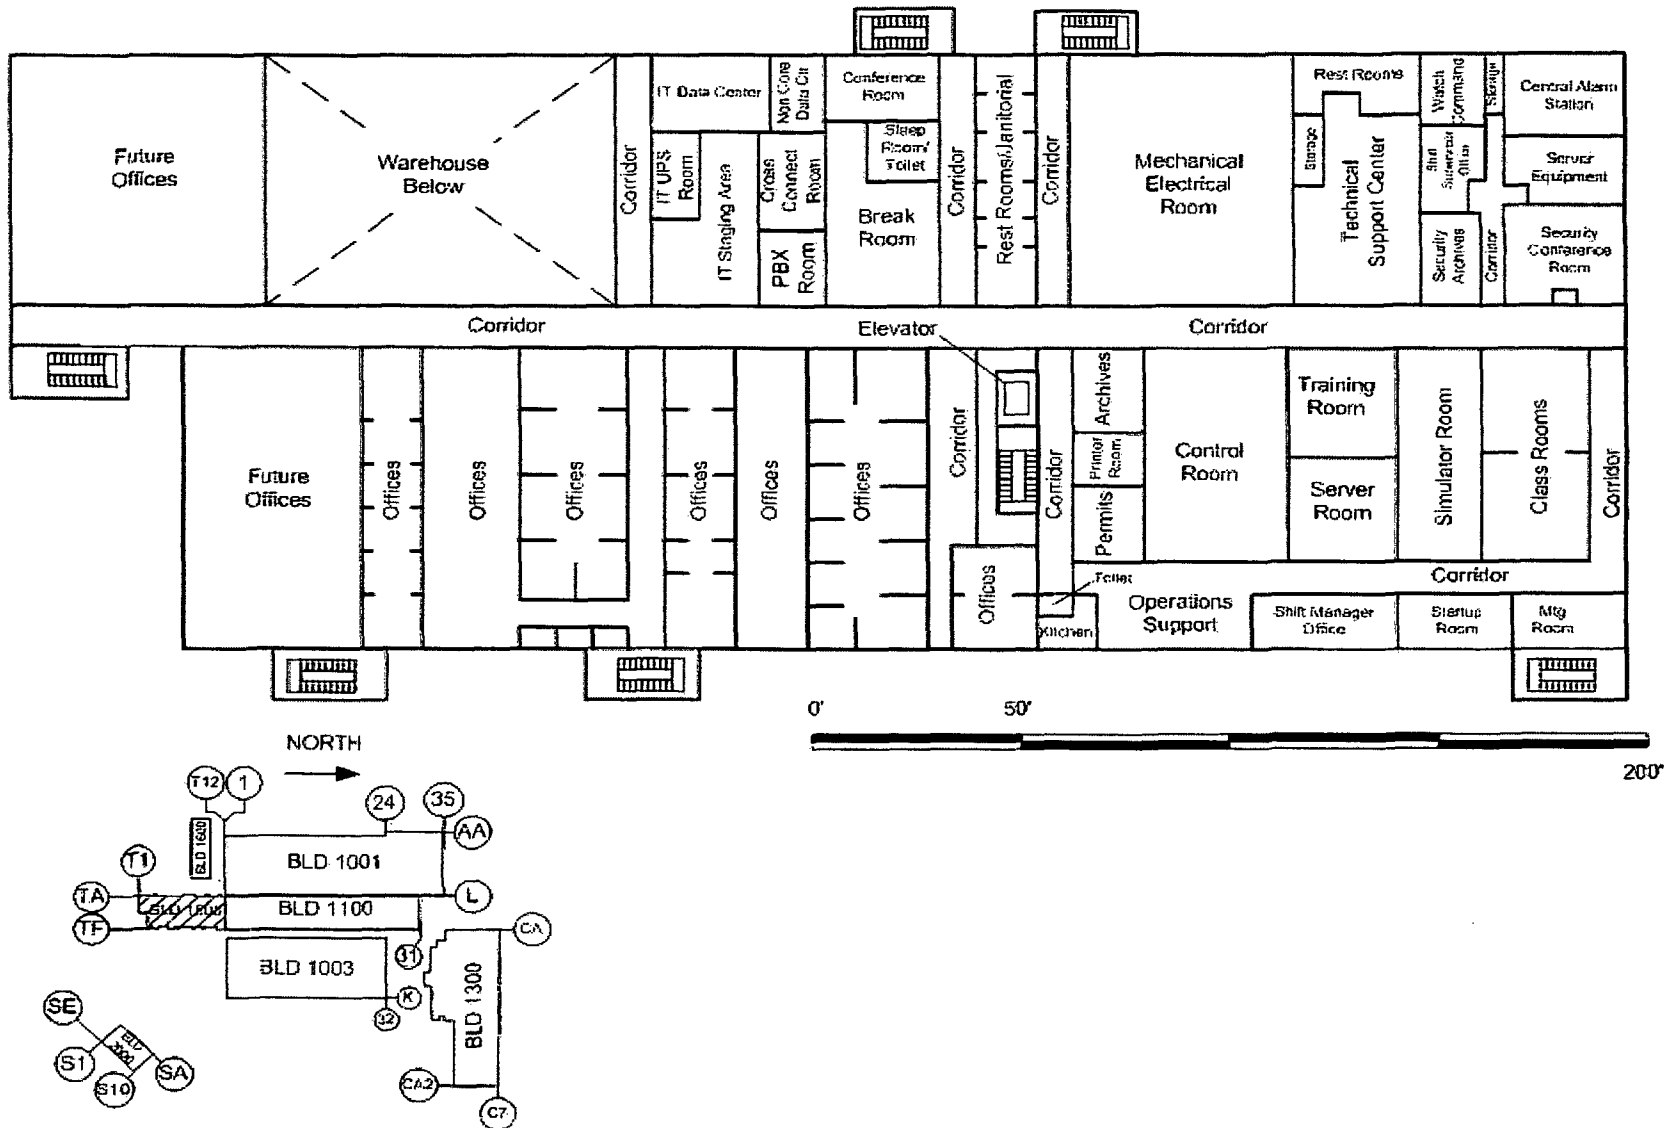 Future
Offices
Warehouse
Below
Corridor
IT Data Center
Non Core
Data Ctr
IT UPS
Room
IT Staging Area
Cross
Connect
Room
PBX
Room
Conference
Room
Sleep
Room/
Toilet
Break
Room
Corridor
Rest Rooms/Janitorial
Corridor
Mechanical
Electrical
Room
Rest Rooms
Storage
Technical
Support Center
Watch
Command
Storage
Shift
Supervisor
Office
Security
Archives
Corridor
Central Alarm
Station
Server
Equipment
Security
Conference
Room
Corridor
Elevator
Corridor
Future
Offices
Offices
Offices
Offices
Offices
Offices
Offices
Corridor
Offices
Corridor
Archives
Printer
Room
Permits
Toilet
Kitchen
Control
Room
Training
Room
Server
Room
Simulator Room
Class Rooms
Corridor
Corridor
Operations
Support
Shift Manager
Office
Startup
Room
Mtg
Room
0'
50'
200'
NORTH
T12
1
24
35
AA
BLD 1600
BLD 1001
T1
TA
L
BLD 1100
TF
CA
31
BLD 1003
K
32
BLD 1300
SE
BLD
S1
SA
S10
CA2
C7